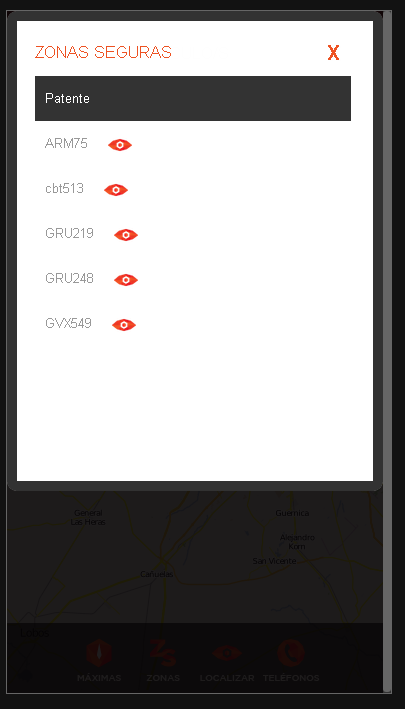 ZONAS SEGURAS X
Patente
ARM75
cbt513
GRU219
GRU248
GVX549
General
Las Heras
Guernica
Alejandro
Korn
San Vicente
Cañuelas
MÁXIMAS ZONAS LOCALIZAR TELÉFONOS